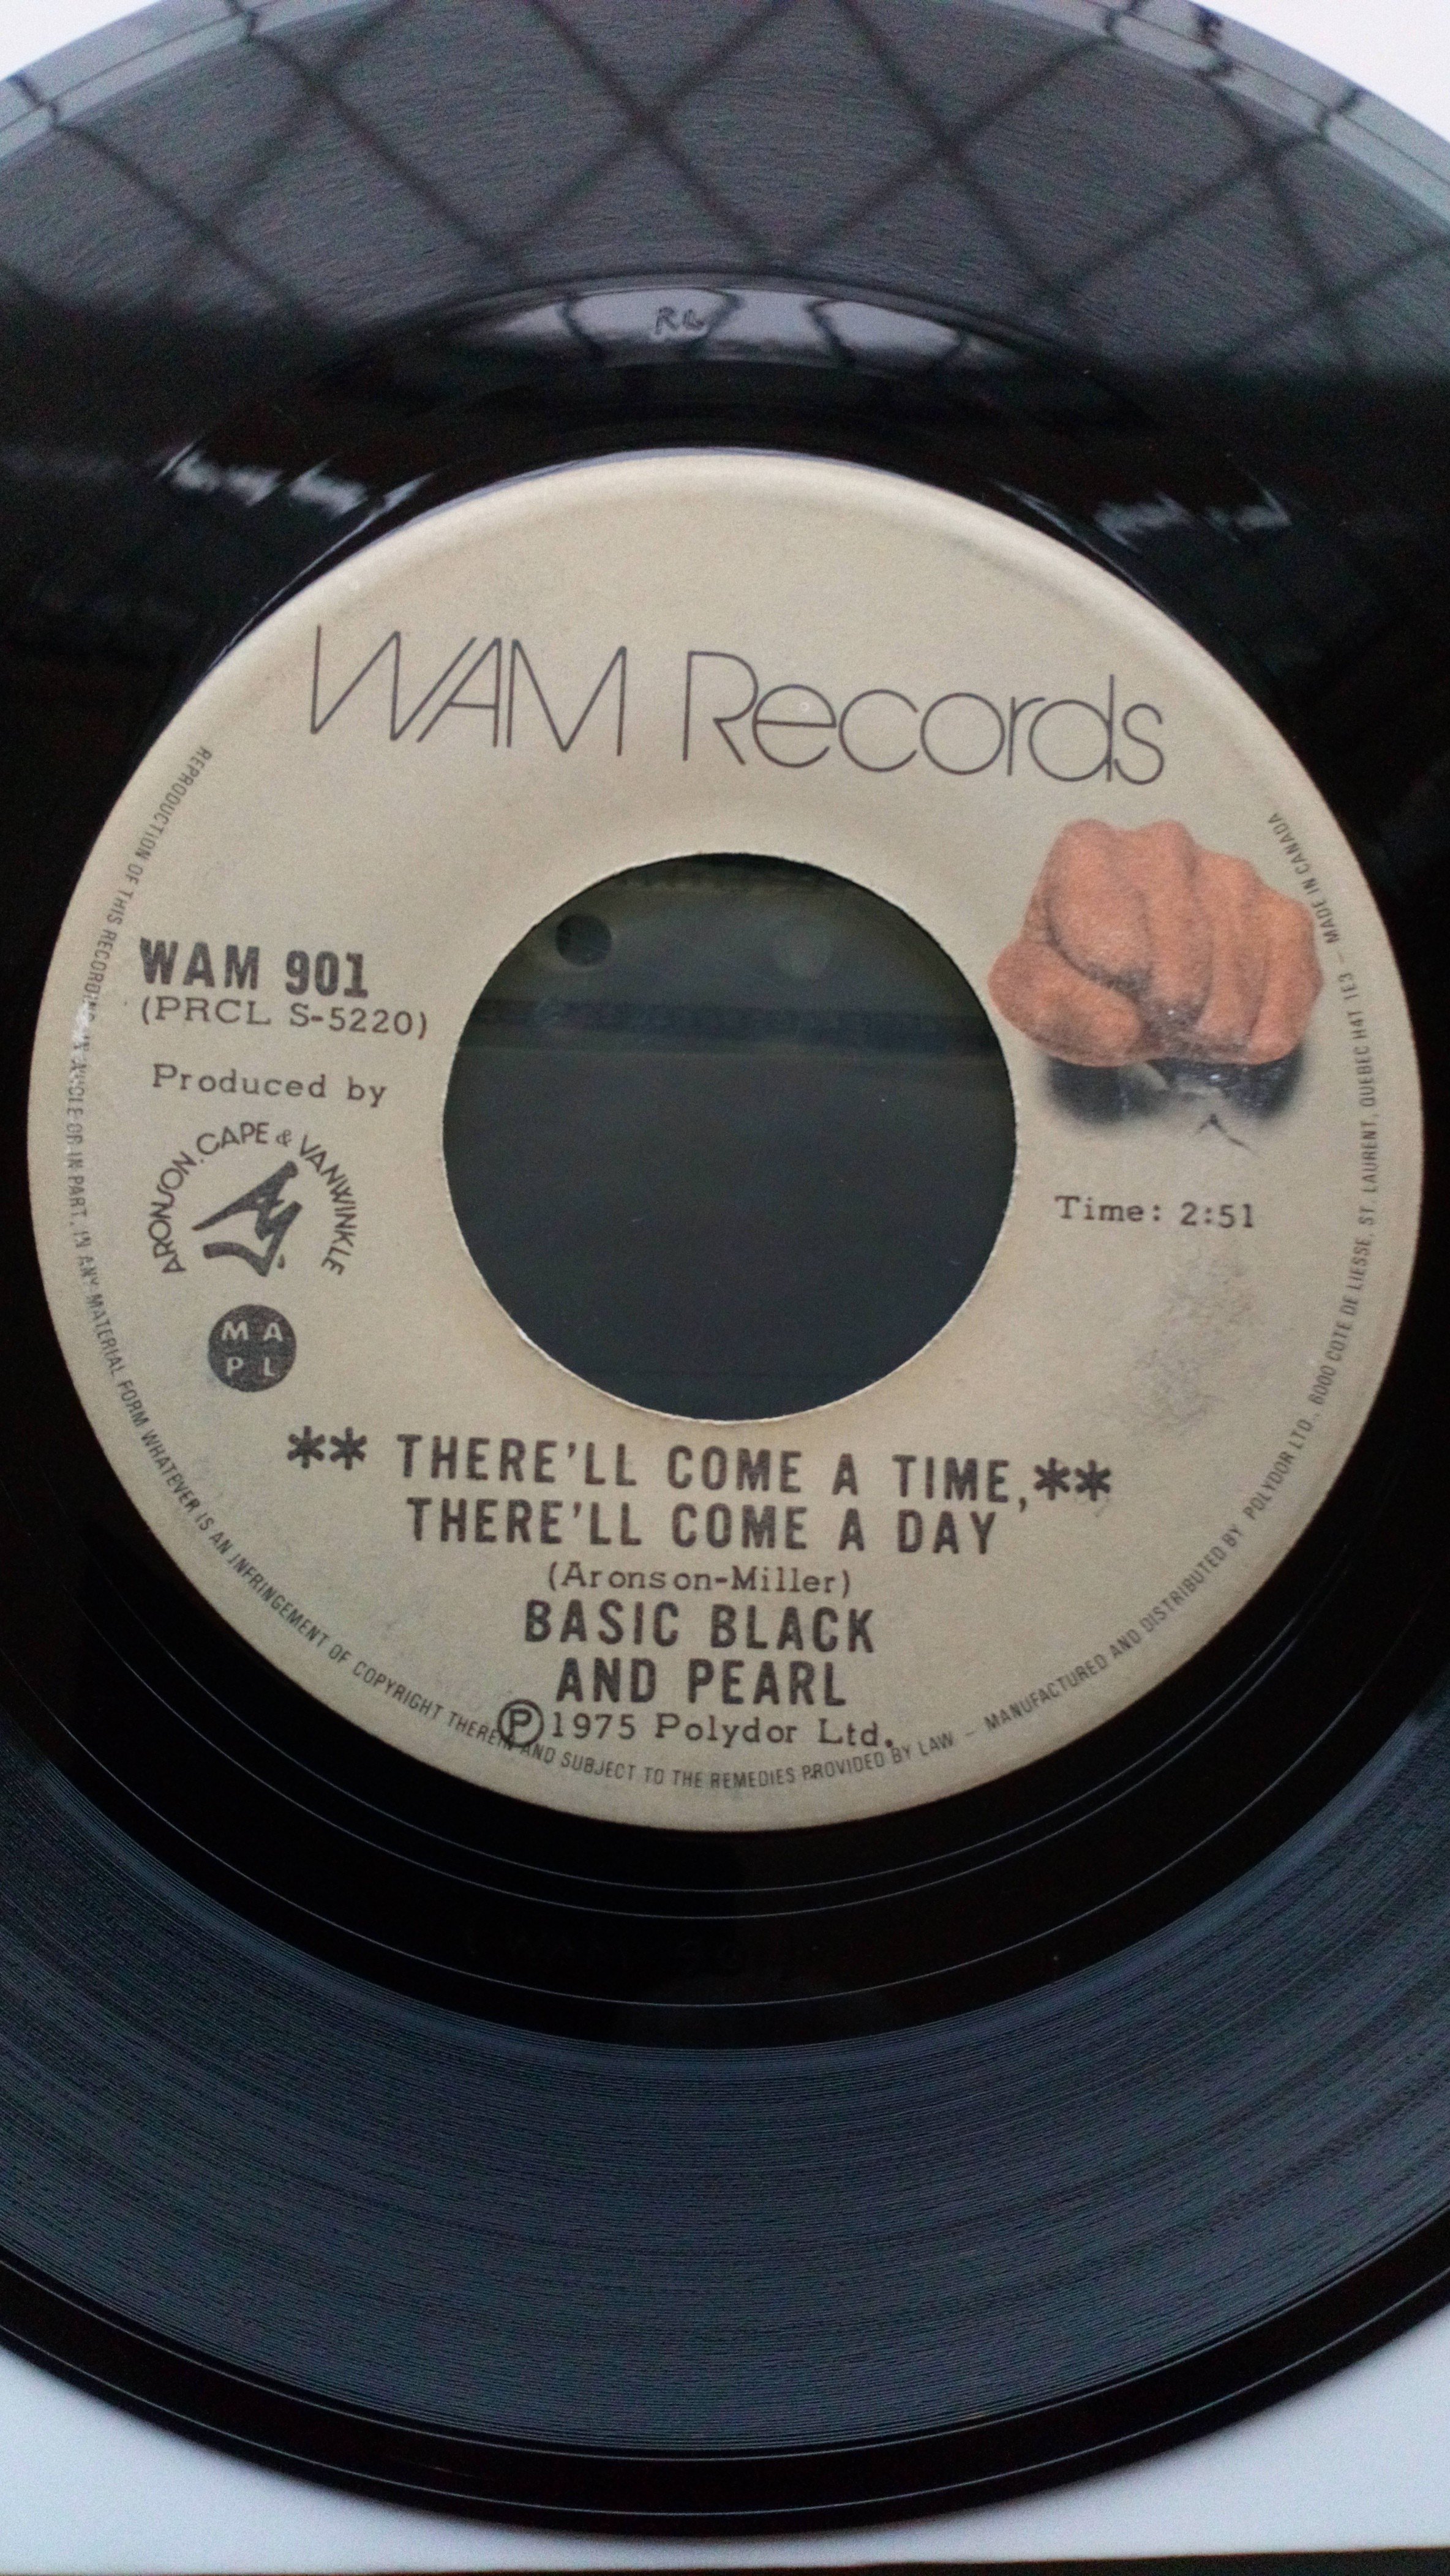 RL
WAM Records
WAM 901
(PRCL S-5220)
Produced by
ARONSON, CAPE & VANWINKLE
M A
P L
Time: 2:51
** THERE'LL COME A TIME,**
THERE'LL COME A DAY
(Aronson-Miller)
BASIC BLACK
AND PEARL
Ⓟ1975 Polydor Ltd.
REPRODUCTION OF THIS RECORDING IN WHOLE OR IN PART, IN ANY MATERIAL FORM WHATEVER IS AN INFRINGEMENT OF COPYRIGHT THEREIN AND SUBJECT TO THE REMEDIES PROVIDED BY LAW – MANUFACTURED AND DISTRIBUTED BY POLYDOR LTD., 6000 COTE DE LIESSE, ST. LAURENT, QUEBEC H4T 1E3 – MADE IN CANADA